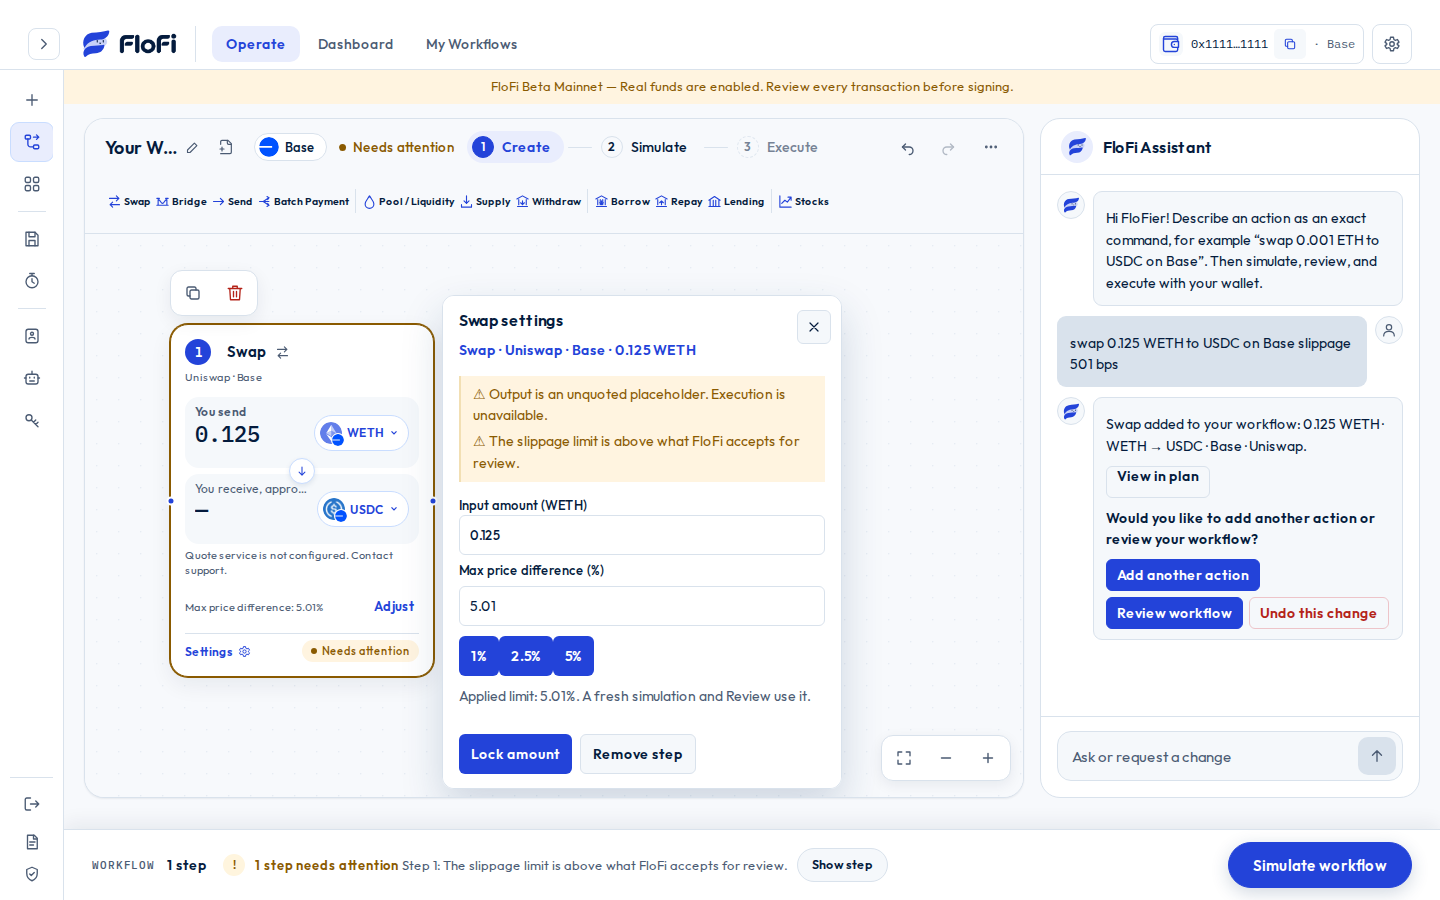 FloFi
Operate
Dashboard
My Workflows
0x1111…1111
· Base
FloFi Beta Mainnet — Real funds are enabled. Review every transaction before signing.
Your W...
Base
Needs attention
1 Create
2 Simulate
3 Execute
Swap
Bridge
Send
Batch Payment
Pool / Liquidity
Supply
Withdraw
Borrow
Repay
Lending
Stocks
1 Swap
Uniswap · Base
You send
0.125
WETH
You receive, appro...
—
USDC
Quote service is not configured. Contact
support.
Max price difference: 5.01%
Adjust
Settings
Needs attention
Swap settings
Swap · Uniswap · Base · 0.125 WETH
⚠ Output is an unquoted placeholder. Execution is
unavailable.
⚠ The slippage limit is above what FloFi accepts for
review.
Input amount (WETH)
0.125
Max price difference (%)
5.01
1%
2.5%
5%
Applied limit: 5.01%. A fresh simulation and Review use it.
Lock amount
Remove step
FloFi Assistant
Hi FloFier! Describe an action as an exact
command, for example “swap 0.001 ETH to
USDC on Base”. Then simulate, review, and
execute with your wallet.
swap 0.125 WETH to USDC on Base slippage
501 bps
Swap added to your workflow: 0.125 WETH ·
WETH → USDC · Base · Uniswap.
View in plan
Would you like to add another action or
review your workflow?
Add another action
Review workflow
Undo this change
Ask or request a change
WORKFLOW
1 step
! 1 step needs attention Step 1: The slippage limit is above what FloFi accepts for review.
Show step
Simulate workflow